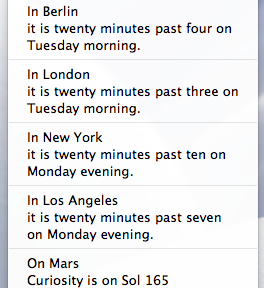 In Berlin
it is twenty minutes past four on
Tuesday morning.
In London
it is twenty minutes past three on
Tuesday morning.
In New York
it is twenty minutes past ten on
Monday evening.
In Los Angeles
it is twenty minutes past seven
on Monday evening.
On Mars
Curiosity is on Sol 165